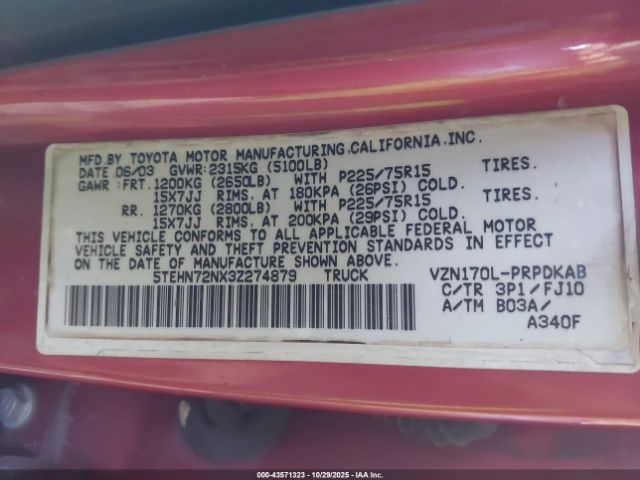 MFD.BY TOYOTA MOTOR MANUFACTURING,CALIFORNIA,INC.
DATE 06/03 GVWR:2315KG (5100LB)
GAWR :FRT.1200KG (2650LB) WITH P225/75R15 TIRES.
15X7JJ RIMS. AT 180KPA (26PSI) COLD.
RR. 1270KG (2800LB) WITH P225/75R15 TIRES.
15X7JJ RIMS. AT 200KPA (29PSI) COLD.
THIS VEHICLE CONFORMS TO ALL APPLICABLE FEDERAL MOTOR
VEHICLE SAFETY AND THEFT PREVENTION STANDARDS IN EFFECT
ON THE DATE OF MANUFACTURE SHOWN ABOVE.
5TEHN72NX3Z274879 TRUCK VZN170L-PRPDKAB
C/TR 3P1/FJ10
A/TM B03A/
A340F
000-43571323 | 10/29/2025 | IAA Inc.